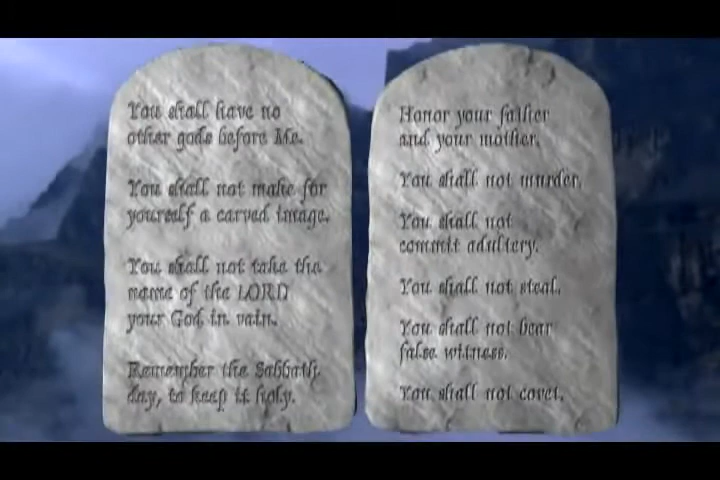 You shall have no
other gods before Me.
You shall not make for
yourself a carved image.
You shall not take the
name of the LORD
your God in vain.
Remember the Sabbath
day, to keep it holy.
Honor your father
and your mother.
You shall not murder.
You shall not
commit adultery.
You shall not steal.
You shall not bear
false witness.
You shall not covet.